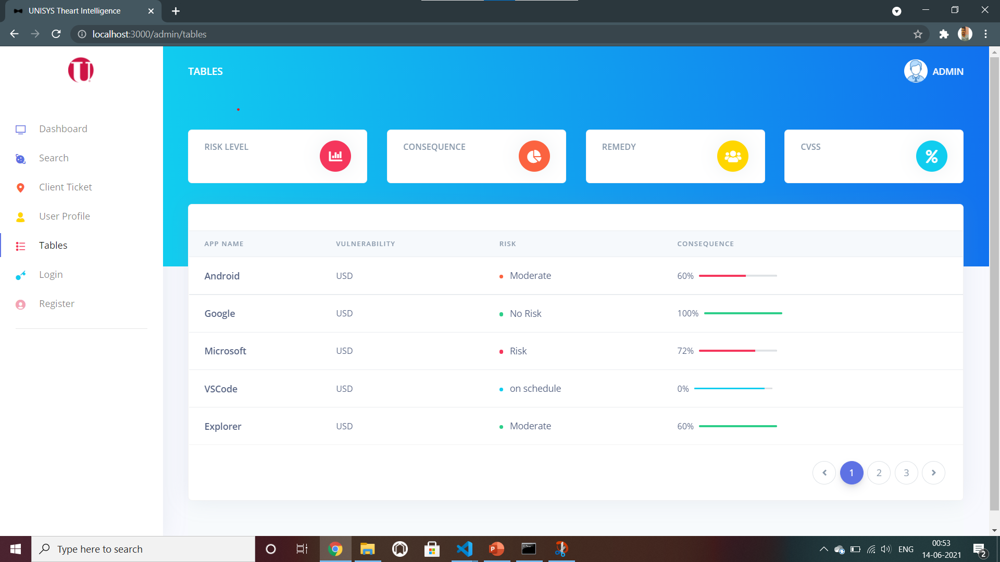 UNISYS Theart Intelligence
localhost:3000/admin/tables
U
TABLES
ADMIN
Dashboard
Search
Client Ticket
User Profile
Tables
Login
Register
RISK LEVEL
CONSEQUENCE
REMEDY
CVSS
%
APP NAME VULNERABILITY RISK CONSEQUENCE
Android USD Moderate 60%
Google USD No Risk 100%
Microsoft USD Risk 72%
VSCode USD on schedule 0%
Explorer USD Moderate 60%
1 2 3
Type here to search
P
ENG
00:53
14-06-2021
2